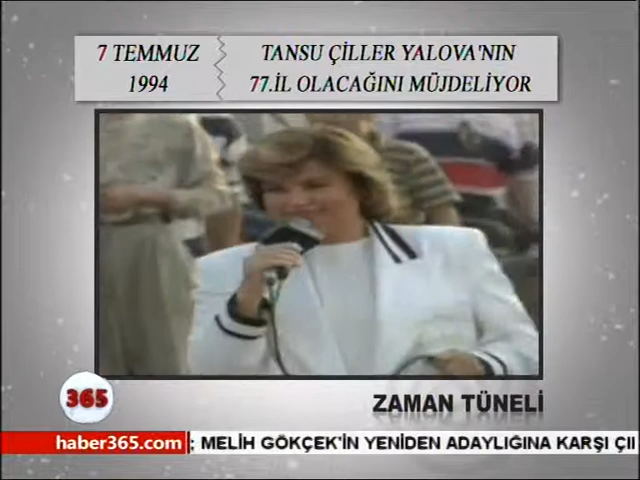 7 TEMMUZ
1994
TANSU ÇİLLER YALOVA'NIN
77.İL OLACAĞINI MÜJDELİYOR
365
ZAMAN TÜNELİ
haber365.com
; MELİH GÖKÇEK'İN YENİDEN ADAYLIĞINA KARŞI